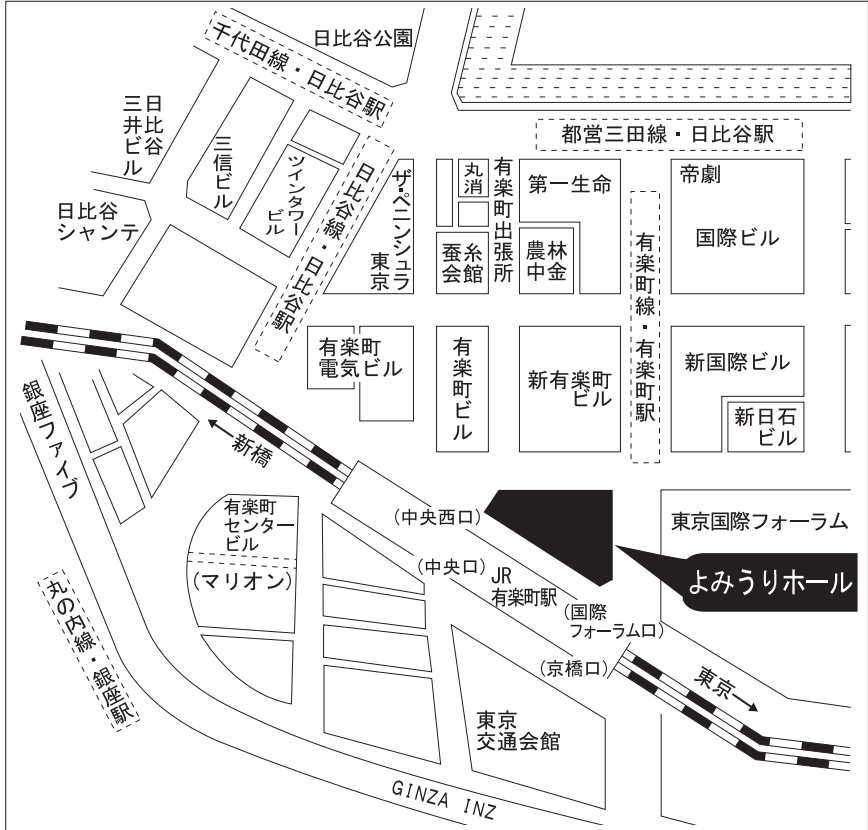 日比谷公園
千代田線・日比谷駅
都営三田線・日比谷駅
日比谷
三井ビル
三信ビル
ツインタワー
ビル
日比谷線・日比谷駅
ザ・ペニンシュラ
東京
丸
消
有楽町出張所
第一生命
帝劇
国際ビル
日比谷
シャンテ
蚕糸
会館
農林
中金
有楽町線・有楽町駅
有楽町
電気ビル
有楽町ビル
新有楽町
ビル
新国際ビル
新日石
ビル
銀座ファイブ
←新橋
有楽町
センター
ビル
(マリオン)
(中央西口)
(中央口)
JR
有楽町駅
(国際
フォーラム口)
(京橋口)
東京国際フォーラム
よみうりホール
東京→
丸の内線・銀座駅
東京
交通会館
GINZA INZ